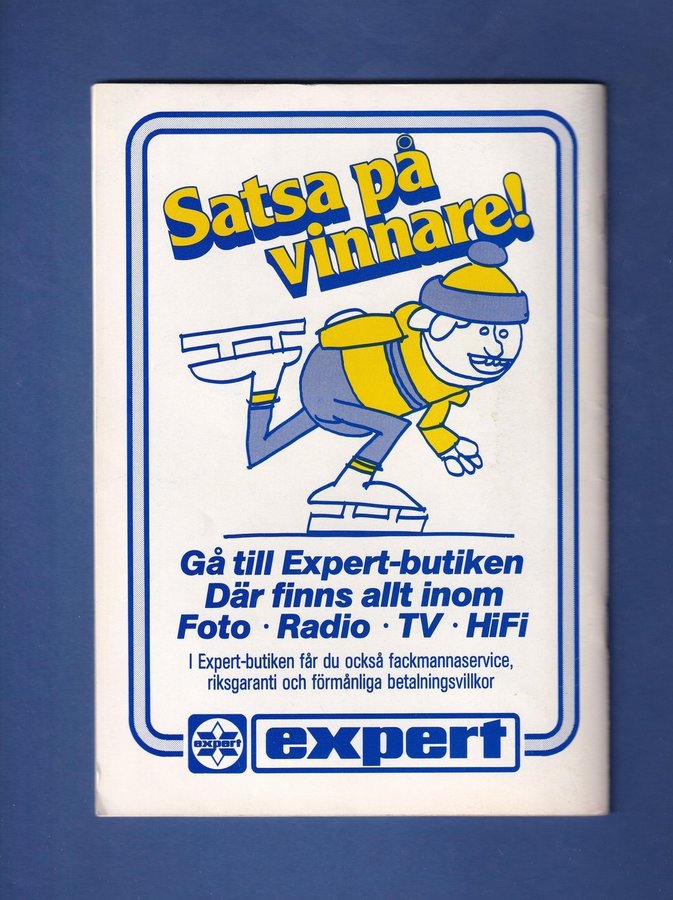 Satsa på
vinnare!
Gå till Expert-butiken
Där finns allt inom
Foto · Radio · TV · HiFi
I Expert-butiken får du också fackmannaservice,
riksgaranti och förmånliga betalningsvillkor
expert
expert